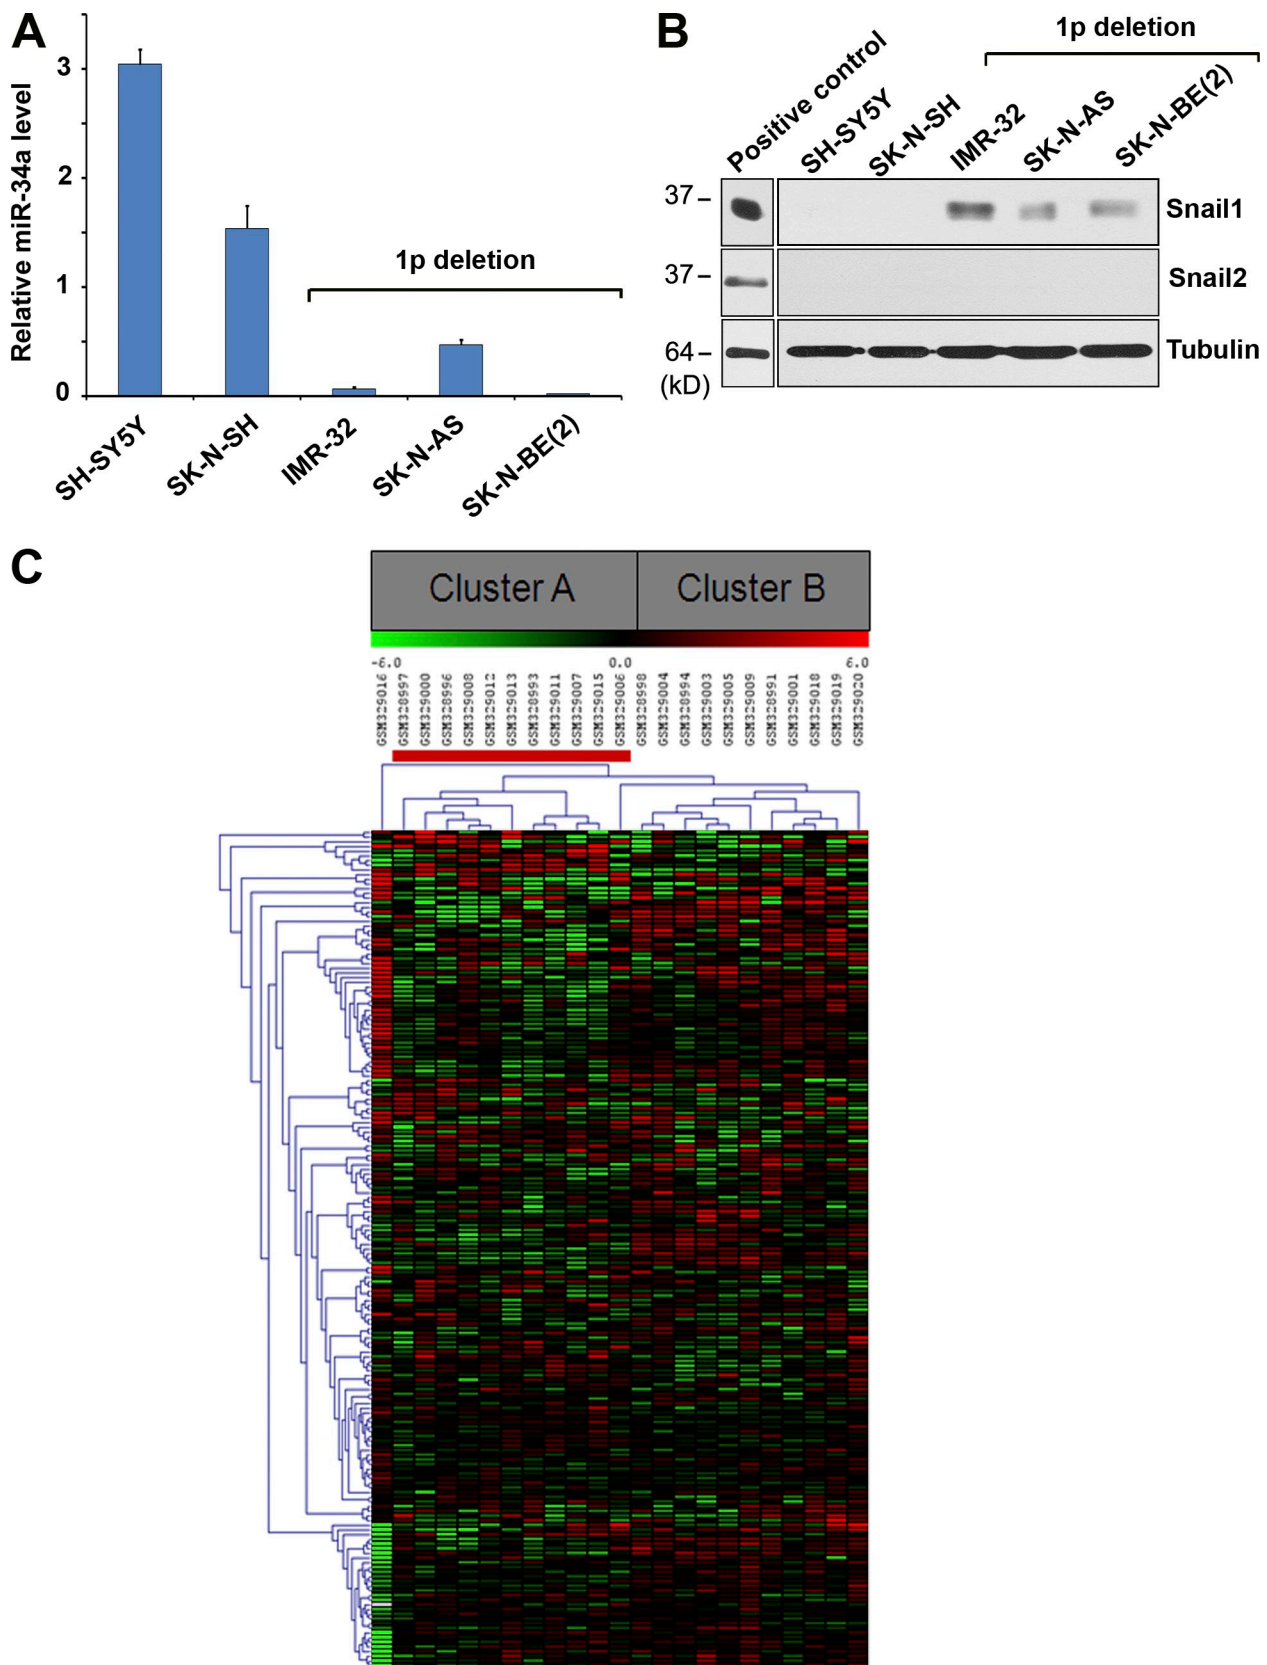 A
Relative miR-34a level
3
2
1
0
1p deletion
SH-SY5Y
SK-N-SH
IMR-32
SK-N-AS
SK-N-BE(2)
B
1p deletion
Positive control
SH-SY5Y
SK-N-SH
IMR-32
SK-N-AS
SK-N-BE(2)
37 –
Snail1
37 –
Snail2
64 –
Tubulin
(kD)
C
Cluster A
Cluster B
-6.0
0.0
6.0
GSM329016
GSM328997
GSM329000
GSM328996
GSM329008
GSM329012
GSM329013
GSM328993
GSM329011
GSM329007
GSM329015
GSM329006
GSM328998
GSM329004
GSM328994
GSM329003
GSM329005
GSM329009
GSM328991
GSM329001
GSM329018
GSM329019
GSM329020